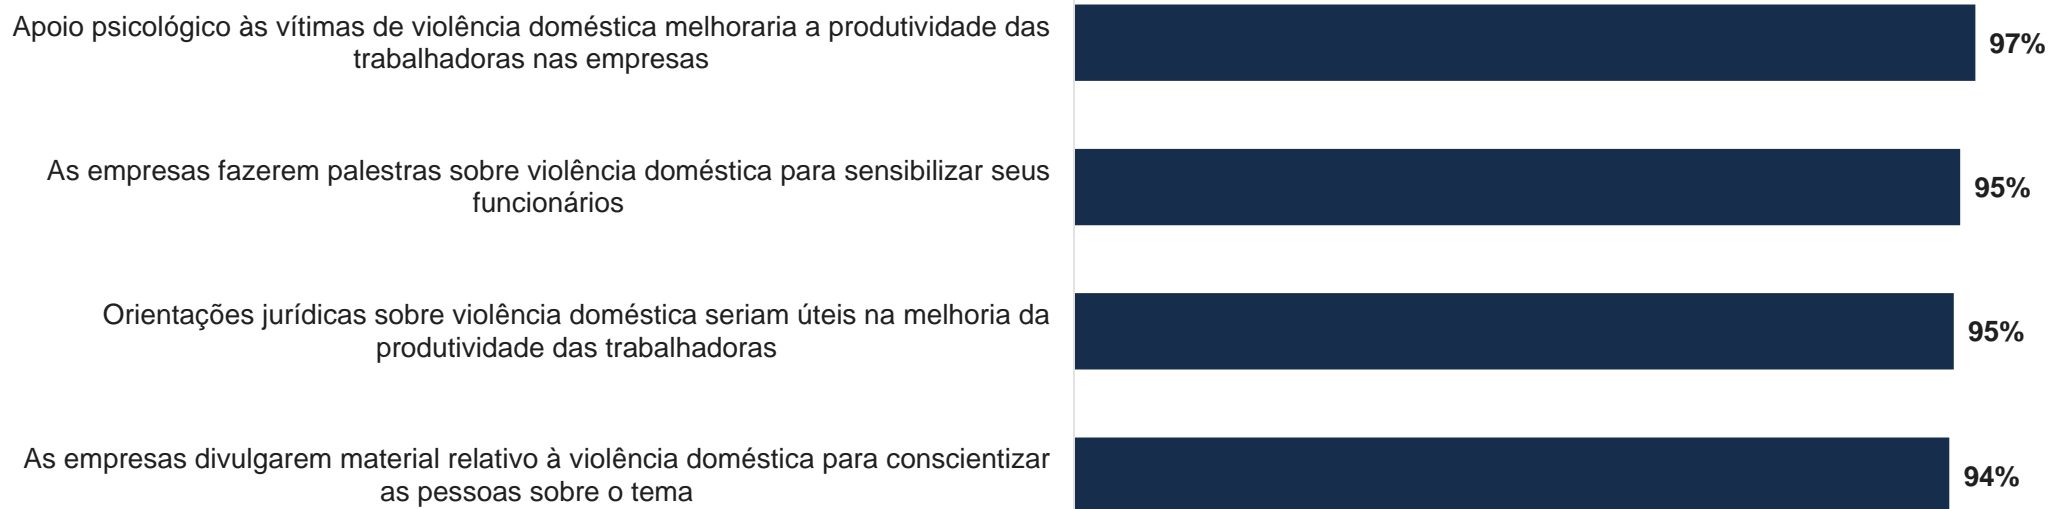 Apoio psicológico às vítimas de violência doméstica melhoraria a produtividade das
trabalhadoras nas empresas
97%
As empresas fazerem palestras sobre violência doméstica para sensibilizar seus
funcionários
95%
Orientações jurídicas sobre violência doméstica seriam úteis na melhoria da
produtividade das trabalhadoras
95%
As empresas divulgarem material relativo à violência doméstica para conscientizar
as pessoas sobre o tema
94%